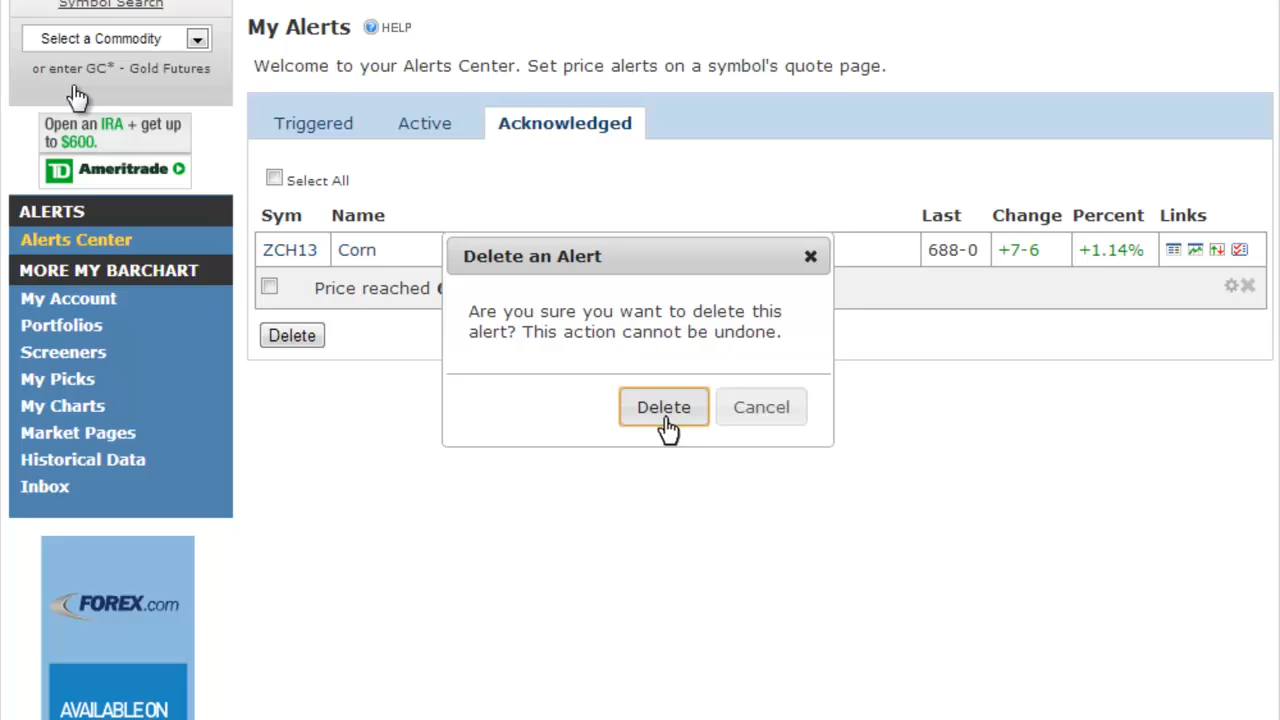 Symbol Search
Select a Commodity
or enter GC* - Gold Futures
Open an IRA + get up
to $600.
TD Ameritrade
ALERTS
Alerts Center
MORE MY BARCHART
My Account
Portfolios
Screeners
My Picks
My Charts
Market Pages
Historical Data
Inbox
FOREX.com
AVAILABLE ON
My Alerts ? HELP
Welcome to your Alerts Center. Set price alerts on a symbol's quote page.
Triggered Active Acknowledged
Select All
Sym Name Last Change Percent Links
ZCH13 Corn 688-0 +7-6 +1.14%
Price reached
Delete
Delete an Alert
Are you sure you want to delete this
alert? This action cannot be undone.
Delete Cancel